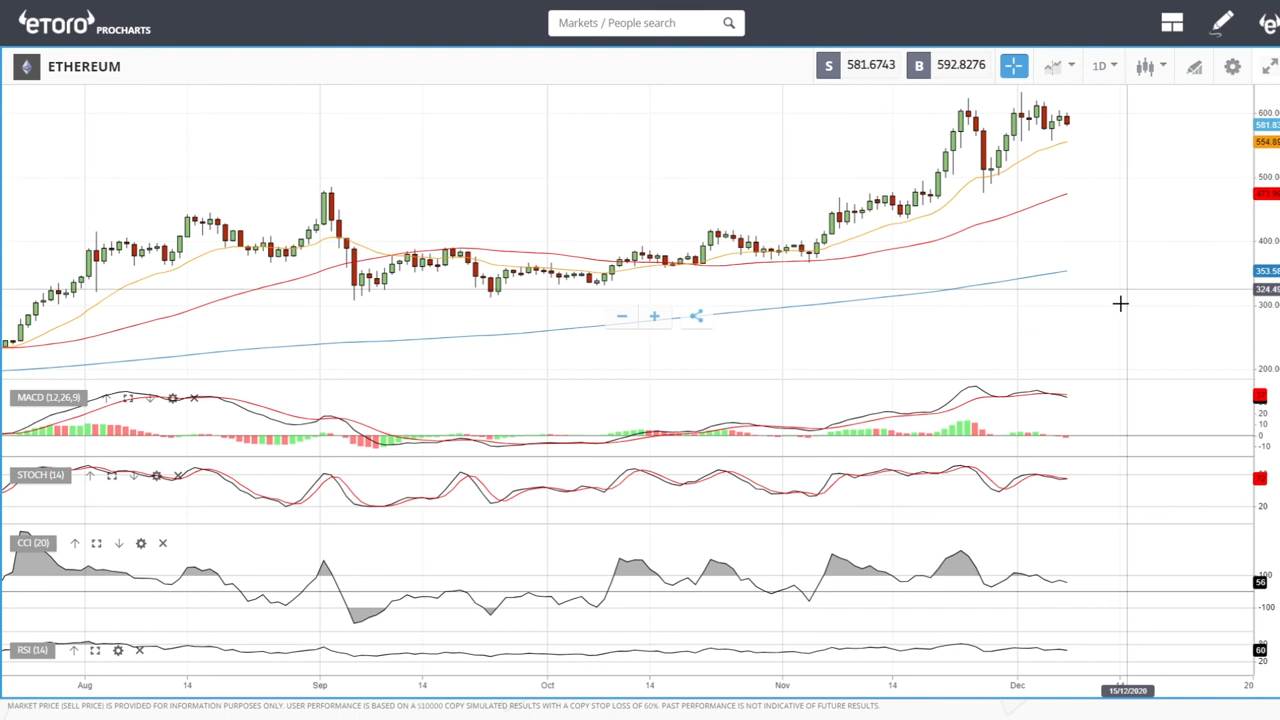 eToro PROCHARTS
Markets / People search
ETHEREUM
S 581.6743 B 592.8276 1D
600.
581.83
554.89
500.
400.
353.58
324.49
300.
200.
MACD (12,26,9)
20
10
0
-10
STOCH (14)
20
CCI (20)
100
56
-100
RSI (14)
80
60
20
Aug 14 Sep 14 Oct 14 Nov 14 Dec 14 20
15/12/2020
MARKET PRICE (SELL PRICE) IS PROVIDED FOR INFORMATION PURPOSES ONLY. USER PERFORMANCE IS BASED ON A $10000 COPY SIMULATED RESULTS WITH A COPY STOP LOSS OF 60%. PAST PERFORMANCE IS NOT INDICATIVE OF FUTURE RESULTS.